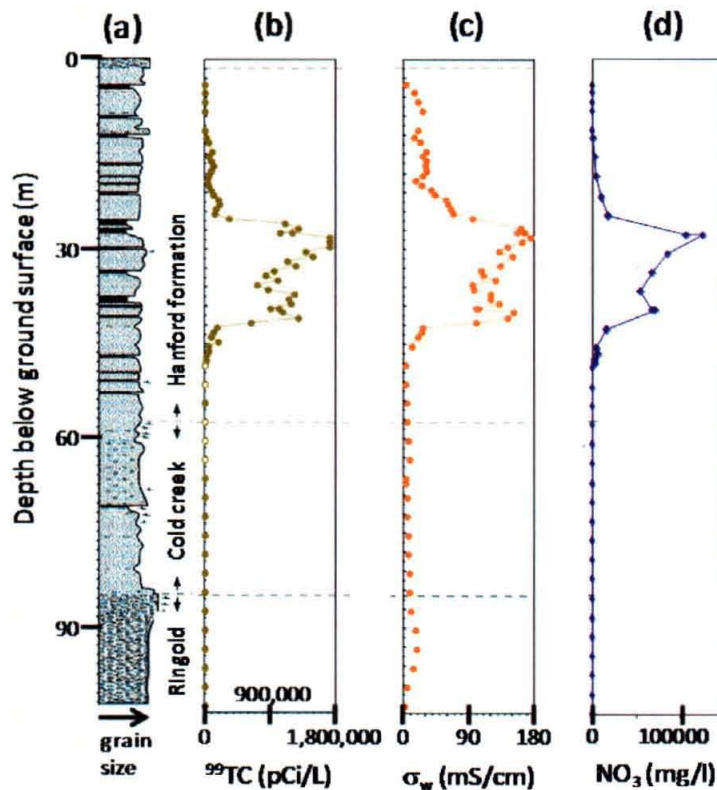 (a)
(b)
(c)
(d)
0
30
60
90
Depth below ground surface (m)
Hanford formation
Cold creek
Ringold
grain
size
900,000
0
1,800,000
⁹⁹TC (pCi/L)
0
90
180
σw (mS/cm)
0
100000
NO3 (mg/l)